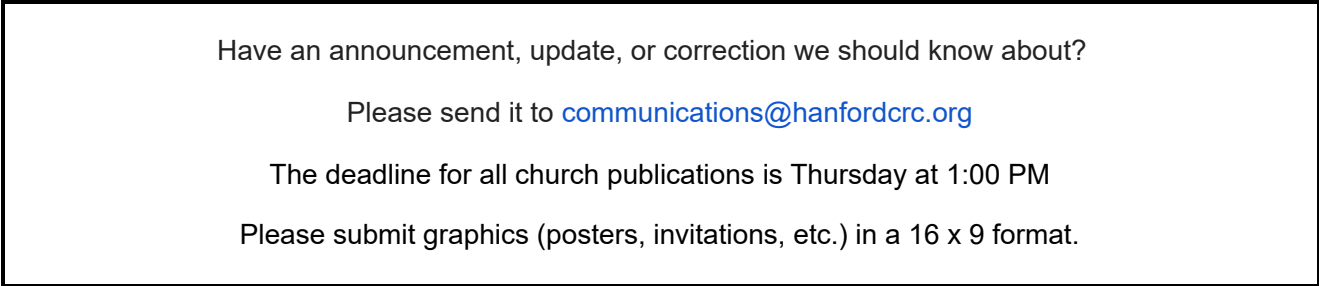 Have an announcement, update, or correction we should know about?
Please send it to communications@hanfordcrc.org
The deadline for all church publications is Thursday at 1:00 PM
Please submit graphics (posters, invitations, etc.) in a 16 x 9 format.